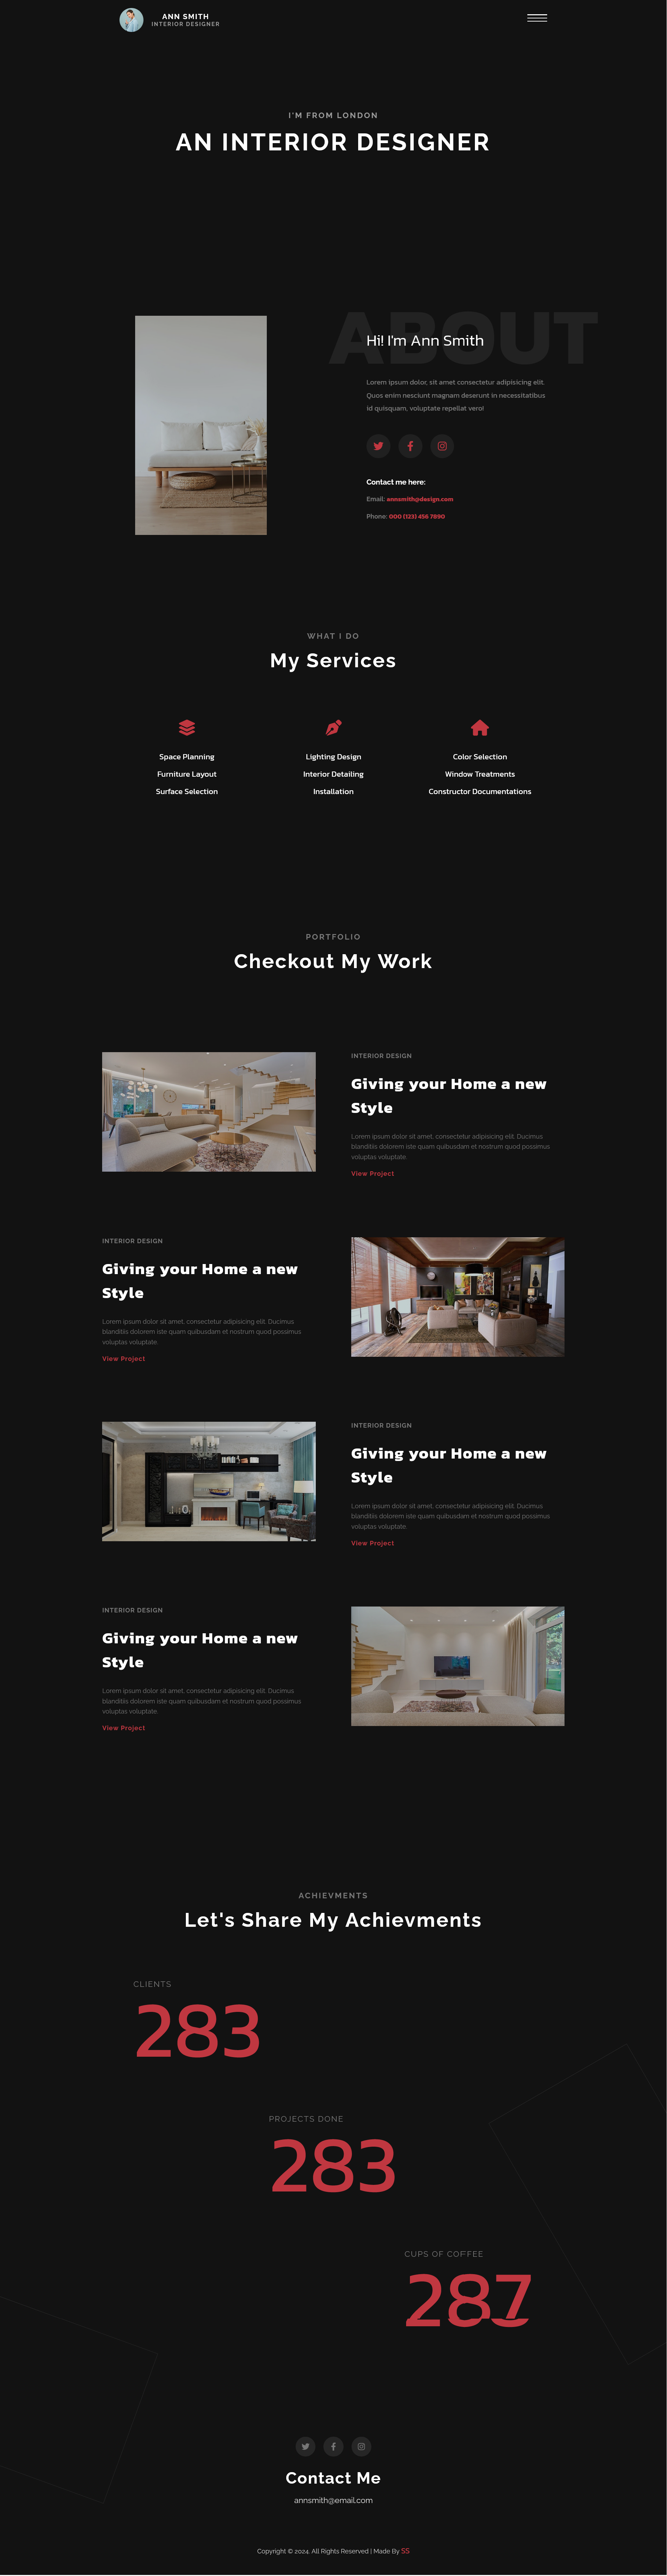 ANN SMITH
INTERIOR DESIGNER
I'M FROM LONDON
AN INTERIOR DESIGNER
ABOUT
Hi! I'm Ann Smith
Lorem ipsum dolor, sit amet consectetur adipisicing elit.
Quos enim nesciunt magnam deserunt in necessitatibus
id quisquam, voluptate repellat vero!
Contact me here:
Email: annsmith@design.com
Phone: 000 (123) 456 7890
WHAT I DO
My Services
Space Planning
Furniture Layout
Surface Selection
Lighting Design
Interior Detailing
Installation
Color Selection
Window Treatments
Constructor Documentations
PORTFOLIO
Checkout My Work
INTERIOR DESIGN
Giving your Home a new
Style
Lorem ipsum dolor sit amet, consectetur adipisicing elit. Ducimus
blanditiis dolorem iste quam quibusdam et nostrum quod possimus
voluptas voluptate.
View Project
INTERIOR DESIGN
Giving your Home a new
Style
Lorem ipsum dolor sit amet, consectetur adipisicing elit. Ducimus
blanditiis dolorem iste quam quibusdam et nostrum quod possimus
voluptas voluptate.
View Project
INTERIOR DESIGN
Giving your Home a new
Style
Lorem ipsum dolor sit amet, consectetur adipisicing elit. Ducimus
blanditiis dolorem iste quam quibusdam et nostrum quod possimus
voluptas voluptate.
View Project
INTERIOR DESIGN
Giving your Home a new
Style
Lorem ipsum dolor sit amet, consectetur adipisicing elit. Ducimus
blanditiis dolorem iste quam quibusdam et nostrum quod possimus
voluptas voluptate.
View Project
ACHIEVMENTS
Let's Share My Achievments
CLIENTS
283
PROJECTS DONE
283
CUPS OF COFFEE
Contact Me
annsmith@email.com
Copyright © 2024. All Rights Reserved | Made By SS